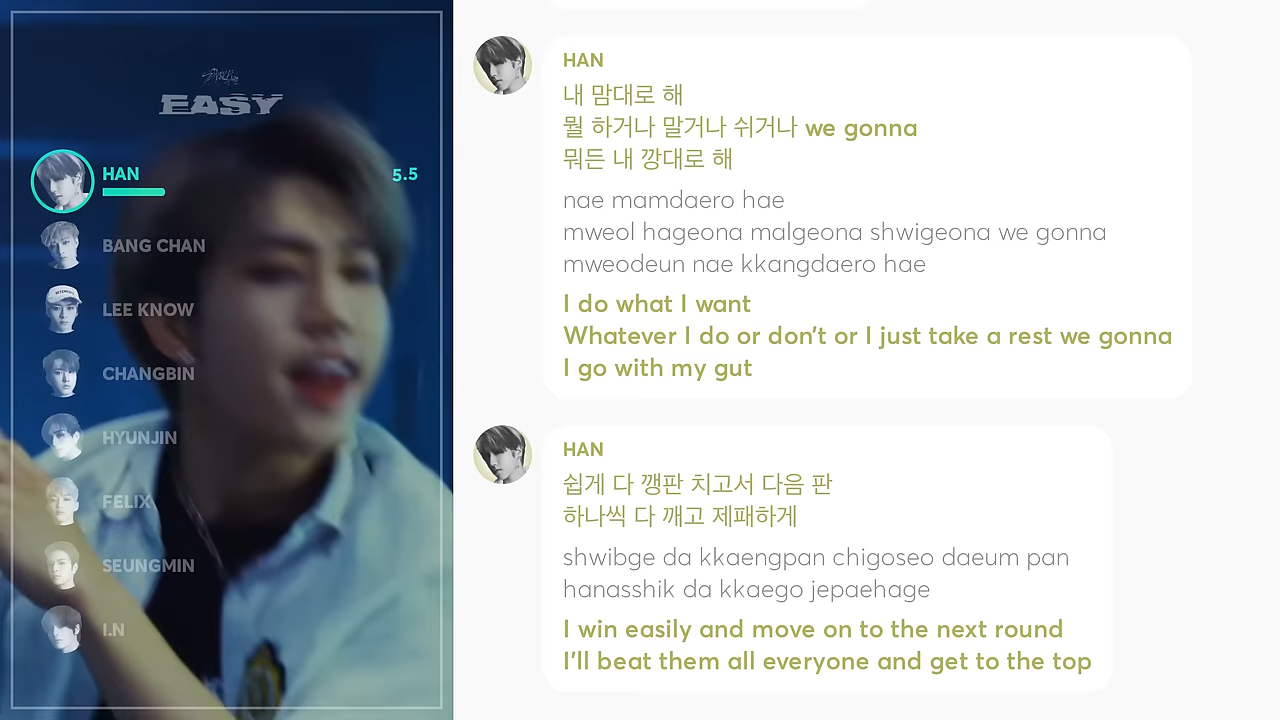 EASY
HAN
5.5
BANG CHAN
LEE KNOW
CHANGBIN
HYUNJIN
FELIX
SEUNGMIN
I.N
HAN
내 맘대로 해
뭘 하거나 말거나 쉬거나 we gonna
뭐든 내 깡대로 해
nae mamdaero hae
mweol hageona malgeona shwigeona we gonna
mweodeun nae kkangdaero hae
I do what I want
Whatever I do or don't or I just take a rest we gonna
I go with my gut
HAN
쉽게 다 깽판 치고서 다음 판
하나씩 다 깨고 제패하게
shwibge da kkaengpan chigoseo daeum pan
hanasshik da kkaego jepaehage
I win easily and move on to the next round
I'll beat them all everyone and get to the top